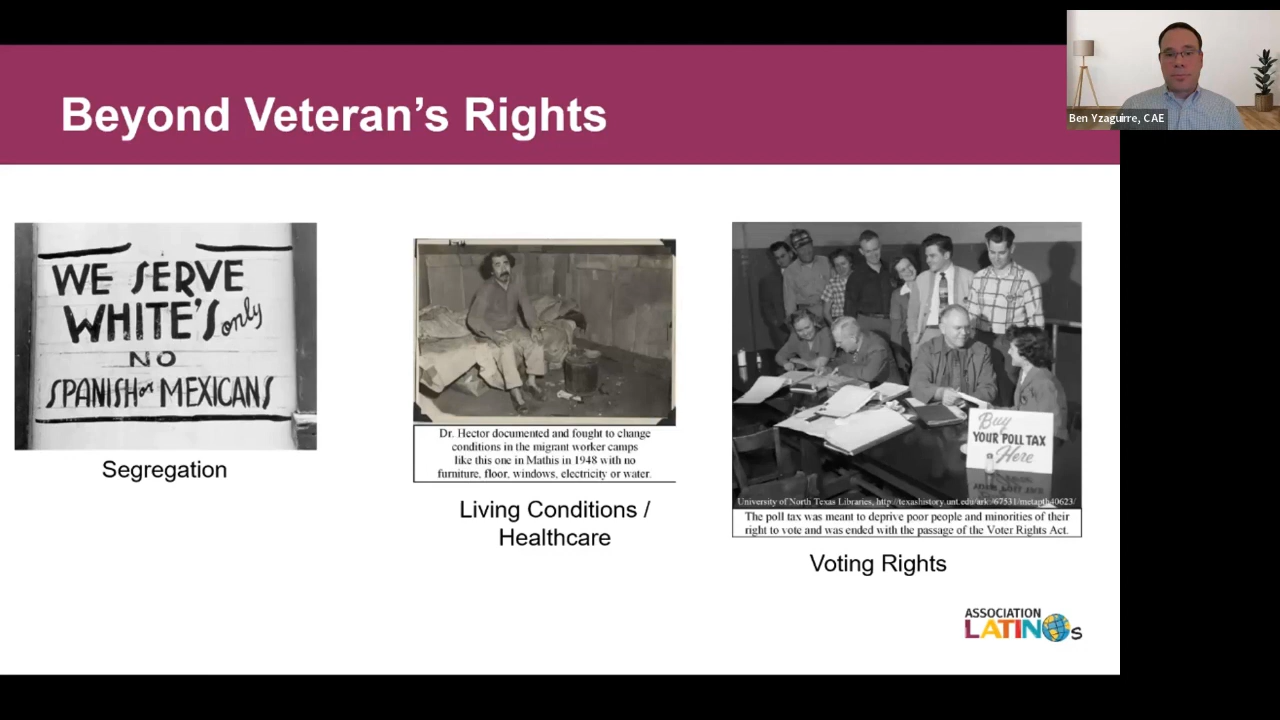 Beyond Veteran's Rights
Ben Yzaguirre, CAE
WE SERVE
WHITE'S only
NO
SPANISH or MEXICANS
Segregation
Dr. Hector documented and fought to change
conditions in the migrant worker camps
like this one in Mathis in 1948 with no
furniture, floor, windows, electricity or water.
Living Conditions /
Healthcare
Buy
YOUR POLL TAX
Here
University of North Texas Libraries, http://texashistory.unt.edu/ark:/67531/metapth40623/
The poll tax was meant to deprive poor people and minorities of their
right to vote and was ended with the passage of the Voter Rights Act.
Voting Rights
ASSOCIATION
LATINOs